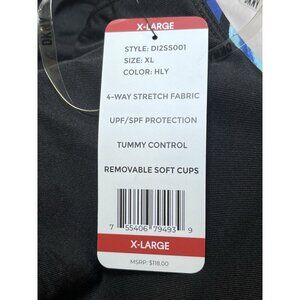 X-LARGE
STYLE: DI2SS001
SIZE: XL
COLOR: HLY
4-WAY STRETCH FABRIC
UPF/SPF PROTECTION
TUMMY CONTROL
REMOVABLE SOFT CUPS
7 55406 79493 9
X-LARGE
MSRP: $118.00